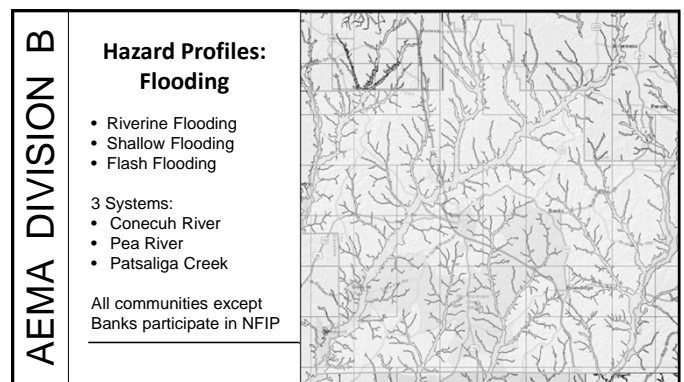 AEMA DIVISION B
Hazard Profiles:
Flooding
• Riverine Flooding
• Shallow Flooding
• Flash Flooding
3 Systems:
• Conecuh River
• Pea River
• Patsaliga Creek
All communities except
Banks participate in NFIP
Banks